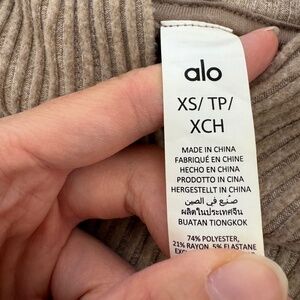 alo
XS/ TP/
XCH
MADE IN CHINA
FABRIQUÉ EN CHINE
HECHO EN CHINA
PRODOTTO IN CINA
HERGESTELLT IN CHINA
صُنِع في الصين
ผลิตในประเทศจีน
BUATAN TIONGKOK
74% POLYESTER,
21% RAYON, 5% ELASTANE